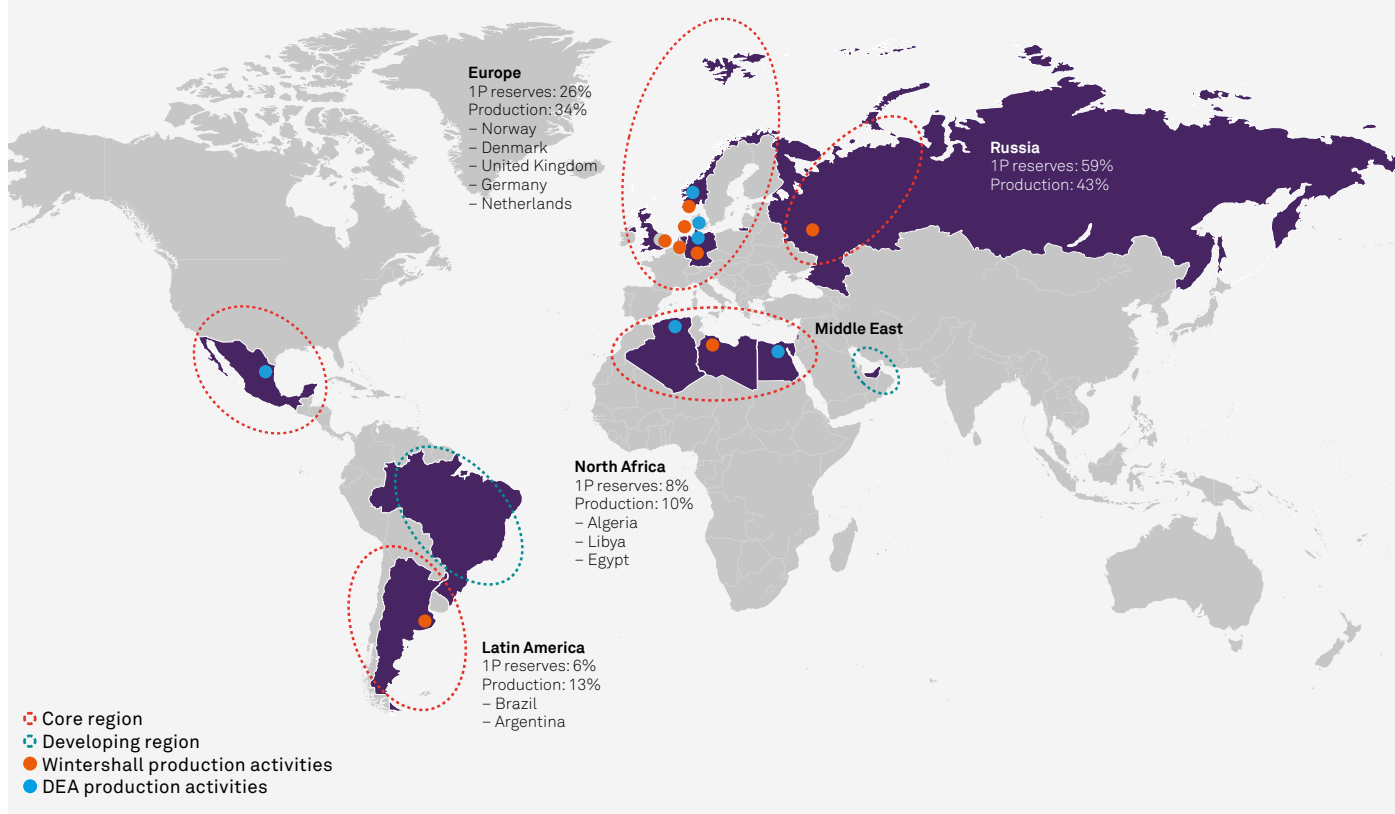 Europe
1P reserves: 26%
Production: 34%
– Norway
– Denmark
– United Kingdom
– Germany
– Netherlands
Russia
1P reserves: 59%
Production: 43%
Middle East
North Africa
1P reserves: 8%
Production: 10%
– Algeria
– Libya
– Egypt
Latin America
1P reserves: 6%
Production: 13%
– Brazil
– Argentina
Core region
Developing region
Wintershall production activities
DEA production activities